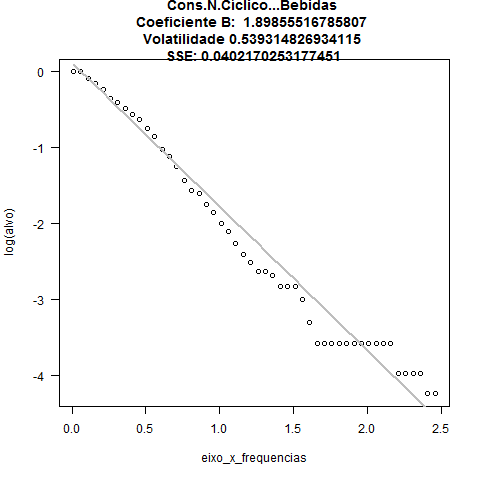 Cons.N.Ciclico...Bebidas
Coeficiente B:  1.89855516785807
Volatilidade 0.539314826934115
SSE: 0.0402170253177451
0
-1
-2
-3
-4
log(alvo)
0.0
0.5
1.0
1.5
2.0
2.5
eixo_x_frequencias